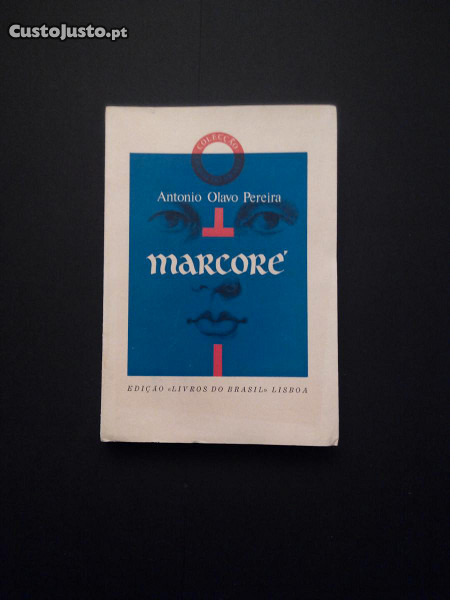 CustoJusto.pt
COLECÇÃO
Antonio Olavo Pereira
MARCORÉ
EDIÇÃO «LIVROS DO BRASIL» LISBOA